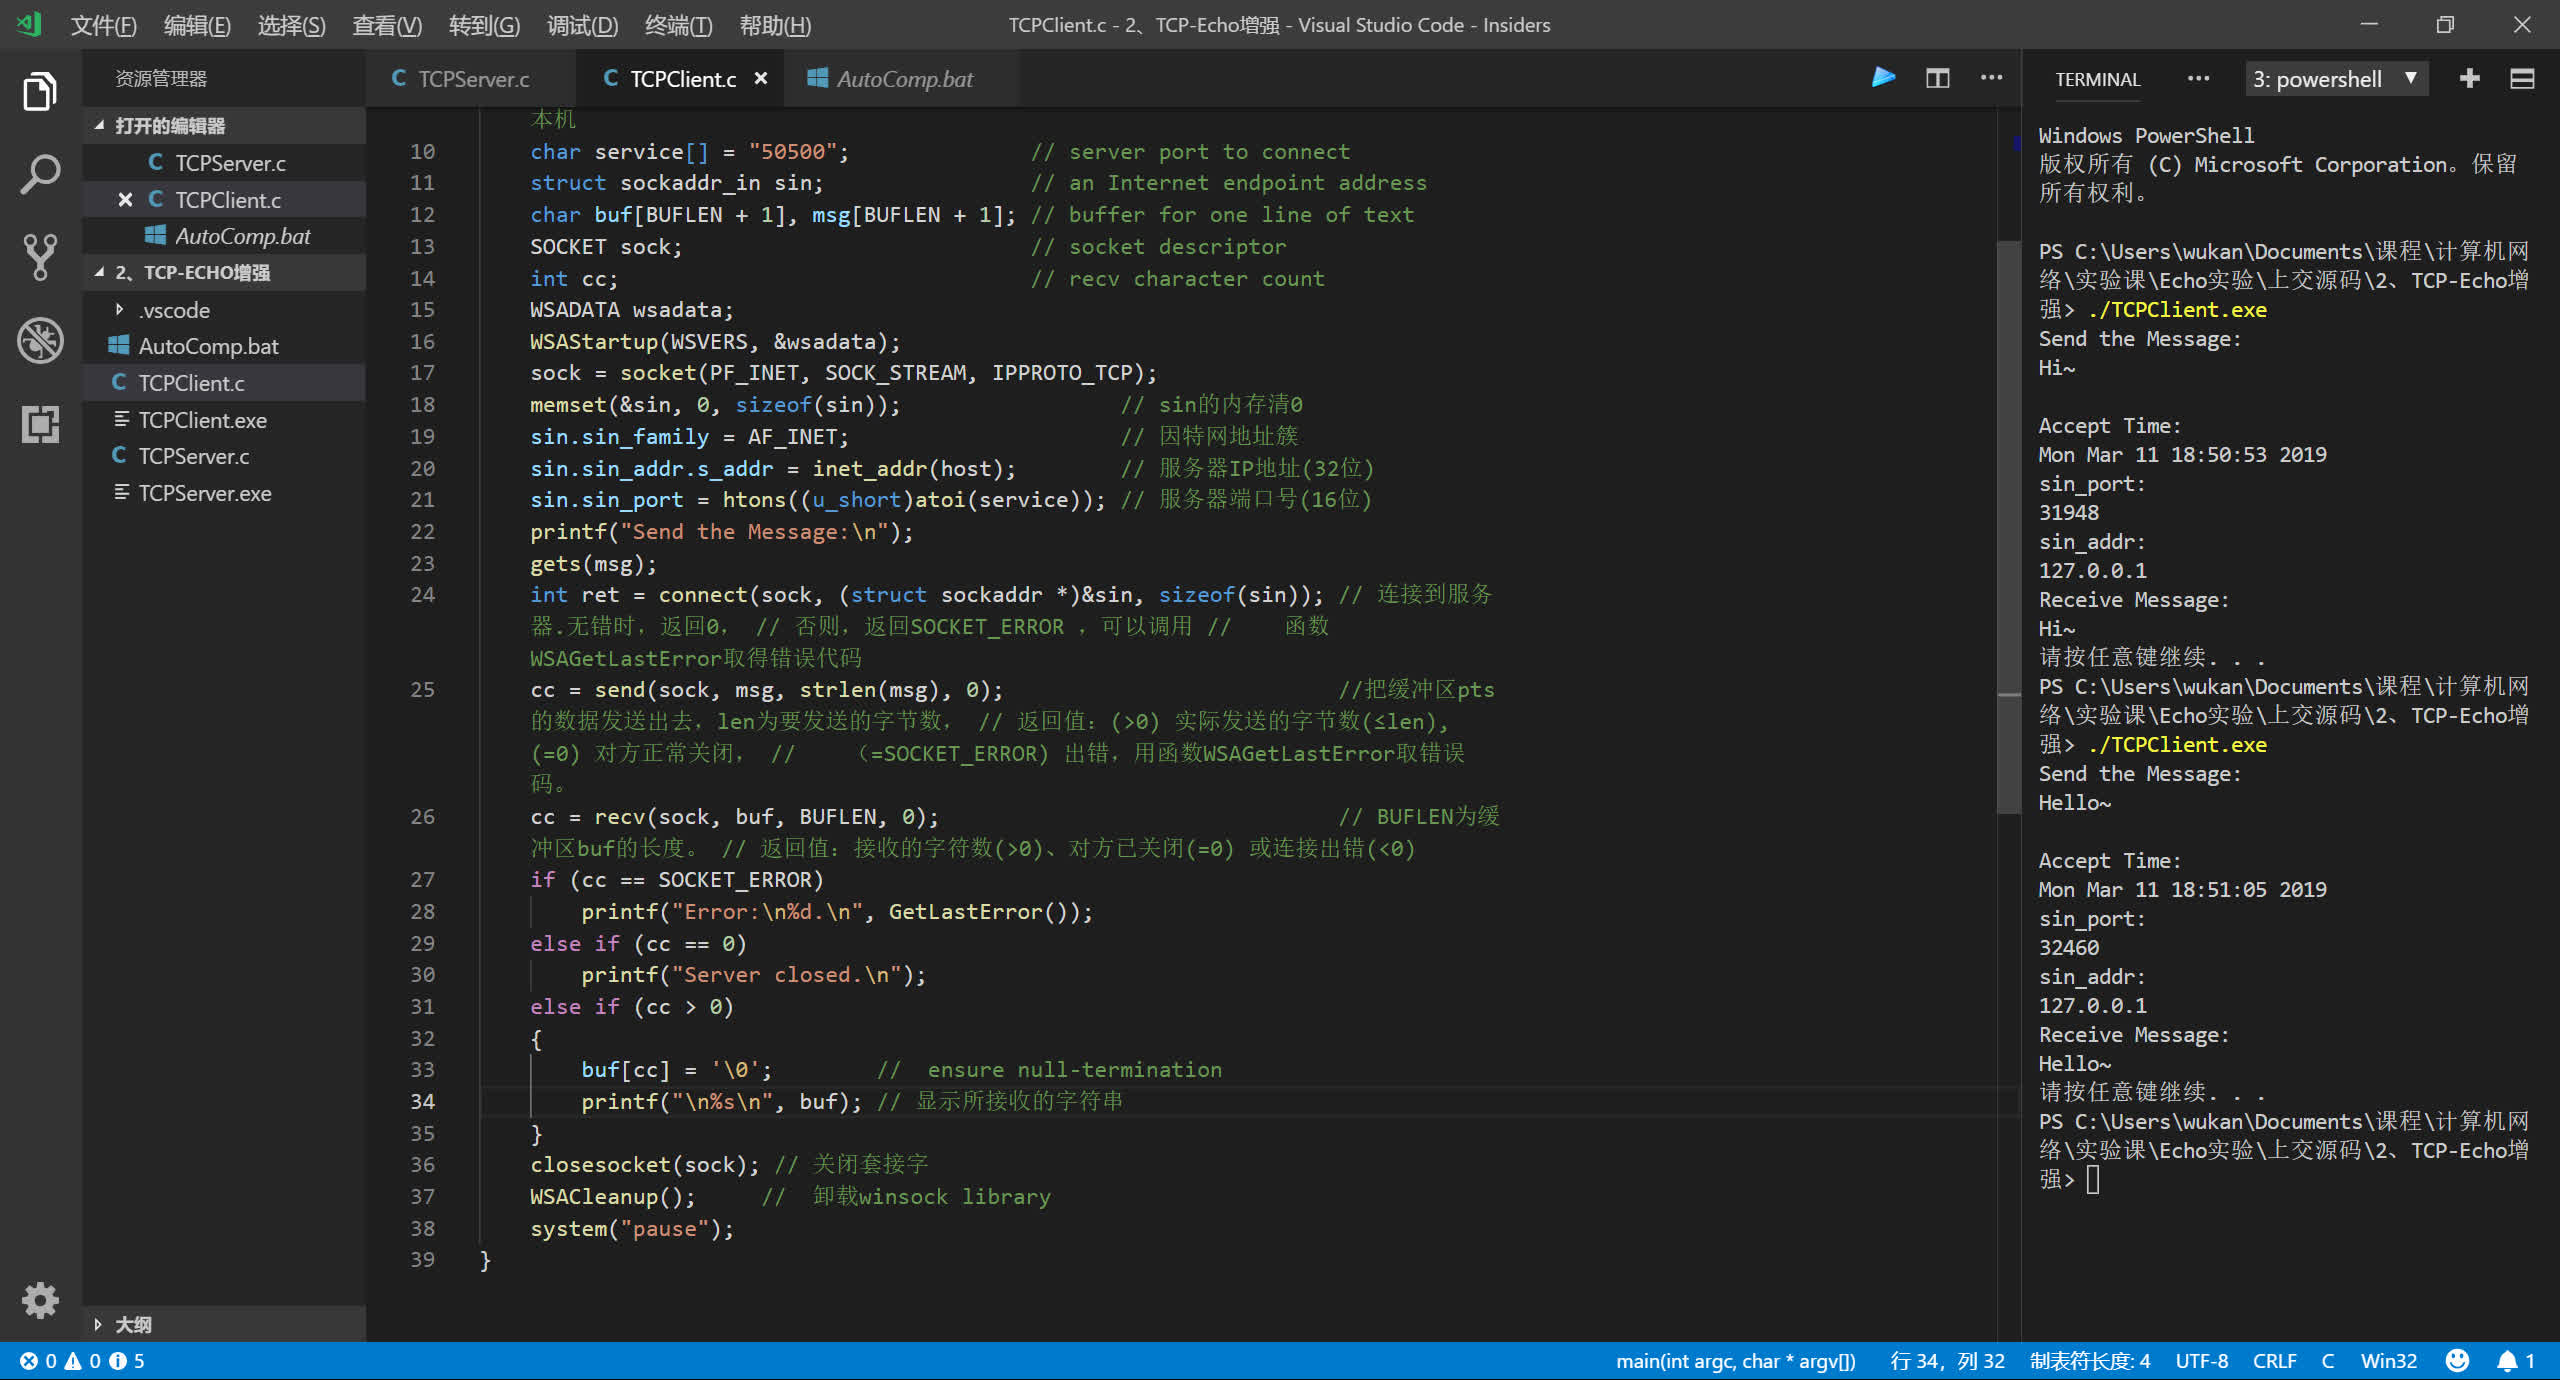 文件(F) 编辑(E) 选择(S) 查看(V) 转到(G) 调试(D) 终端(T) 帮助(H)
TCPClient.c - 2、TCP-Echo增强 - Visual Studio Code - Insiders
资源管理器
打开的编辑器
C TCPServer.c
C TCPClient.c
AutoComp.bat
2、TCP-ECHO增强
.vscode
AutoComp.bat
C TCPClient.c
TCPClient.exe
C TCPServer.c
TCPServer.exe
大纲
C TCPServer.c
C TCPClient.c
AutoComp.bat
本机
10 char service[] = "50500"; // server port to connect
11 struct sockaddr_in sin; // an Internet endpoint address
12 char buf[BUFLEN + 1], msg[BUFLEN + 1]; // buffer for one line of text
13 SOCKET sock; // socket descriptor
14 int cc; // recv character count
15 WSADATA wsadata;
16 WSAStartup(WSVERS, &wsadata);
17 sock = socket(PF_INET, SOCK_STREAM, IPPROTO_TCP);
18 memset(&sin, 0, sizeof(sin)); // sin的内存清0
19 sin.sin_family = AF_INET; // 因特网地址簇
20 sin.sin_addr.s_addr = inet_addr(host); // 服务器IP地址(32位)
21 sin.sin_port = htons((u_short)atoi(service)); // 服务器端口号(16位)
22 printf("Send the Message:\n");
23 gets(msg);
24 int ret = connect(sock, (struct sockaddr *)&sin, sizeof(sin)); // 连接到服务
器.无错时，返回0， // 否则，返回SOCKET_ERROR ，可以调用 // 函数
WSAGetLastError取得错误代码
25 cc = send(sock, msg, strlen(msg), 0); //把缓冲区pts
的数据发送出去，len为要发送的字节数， // 返回值：(>0) 实际发送的字节数(≤len),
(=0) 对方正常关闭， // （=SOCKET_ERROR) 出错，用函数WSAGetLastError取错误
码。
26 cc = recv(sock, buf, BUFLEN, 0); // BUFLEN为缓
冲区buf的长度。 // 返回值：接收的字符数(>0)、对方已关闭(=0) 或连接出错(<0)
27 if (cc == SOCKET_ERROR)
28 printf("Error:\n%d.\n", GetLastError());
29 else if (cc == 0)
30 printf("Server closed.\n");
31 else if (cc > 0)
32 {
33 buf[cc] = '\0'; // ensure null-termination
34 printf("\n%s\n", buf); // 显示所接收的字符串
35 }
36 closesocket(sock); // 关闭套接字
37 WSACleanup(); // 卸载winsock library
38 system("pause");
39 }
TERMINAL
3: powershell
Windows PowerShell
版权所有 (C) Microsoft Corporation。保留
所有权利。
PS C:\Users\wukan\Documents\课程\计算机网
络\实验课\Echo实验\上交源码\2、TCP-Echo增
强> ./TCPClient.exe
Send the Message:
Hi~
Accept Time:
Mon Mar 11 18:50:53 2019
sin_port:
31948
sin_addr:
127.0.0.1
Receive Message:
Hi~
请按任意键继续. . .
PS C:\Users\wukan\Documents\课程\计算机网
络\实验课\Echo实验\上交源码\2、TCP-Echo增
强> ./TCPClient.exe
Send the Message:
Hello~
Accept Time:
Mon Mar 11 18:51:05 2019
sin_port:
32460
sin_addr:
127.0.0.1
Receive Message:
Hello~
请按任意键继续. . .
PS C:\Users\wukan\Documents\课程\计算机网
络\实验课\Echo实验\上交源码\2、TCP-Echo增
强>
0 0 5
main(int argc, char * argv[]) 行 34，列 32 制表符长度: 4 UTF-8 CRLF C Win32 1